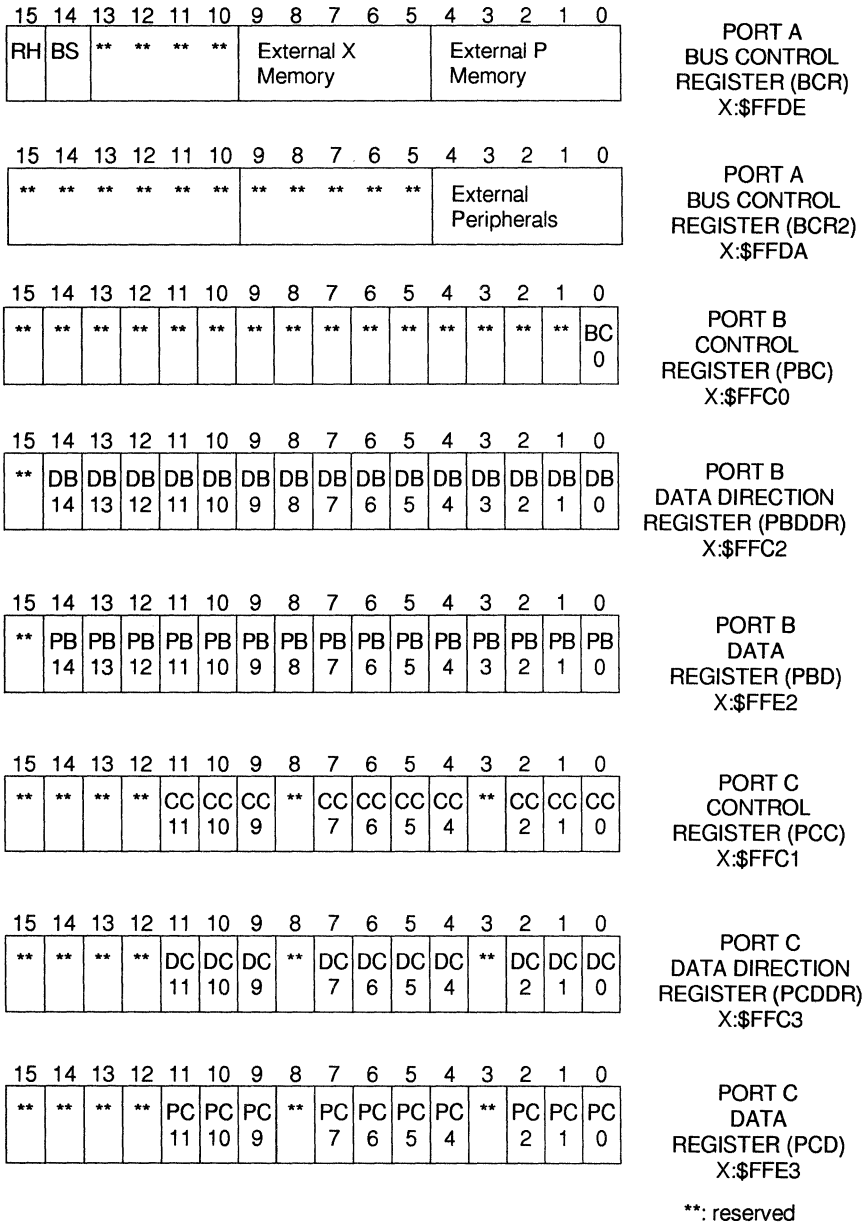 15 14 13 12 11 10 9 8 7 6 5 4 3 2 1 0
RH BS ** ** ** ** External X Memory External P Memory
PORT A
BUS CONTROL
REGISTER (BCR)
X:$FFDE
15 14 13 12 11 10 9 8 7 6 5 4 3 2 1 0
** ** ** ** ** ** ** ** ** ** ** External Peripherals
PORT A
BUS CONTROL
REGISTER (BCR2)
X:$FFDA
15 14 13 12 11 10 9 8 7 6 5 4 3 2 1 0
** ** ** ** ** ** ** ** ** ** ** ** ** ** ** BC
0
PORT B
CONTROL
REGISTER (PBC)
X:$FFC0
15 14 13 12 11 10 9 8 7 6 5 4 3 2 1 0
** DB DB DB DB DB DB DB DB DB DB DB DB DB DB DB
14 13 12 11 10 9 8 7 6 5 4 3 2 1 0
PORT B
DATA DIRECTION
REGISTER (PBDDR)
X:$FFC2
15 14 13 12 11 10 9 8 7 6 5 4 3 2 1 0
** PB PB PB PB PB PB PB PB PB PB PB PB PB PB PB
14 13 12 11 10 9 8 7 6 5 4 3 2 1 0
PORT B
DATA
REGISTER (PBD)
X:$FFE2
15 14 13 12 11 10 9 8 7 6 5 4 3 2 1 0
** ** ** ** CC CC CC ** CC CC CC CC ** CC CC CC
11 10 9 7 6 5 4 2 1 0
PORT C
CONTROL
REGISTER (PCC)
X:$FFC1
15 14 13 12 11 10 9 8 7 6 5 4 3 2 1 0
** ** ** ** DC DC DC ** DC DC DC DC ** DC DC DC
11 10 9 7 6 5 4 2 1 0
PORT C
DATA DIRECTION
REGISTER (PCDDR)
X:$FFC3
15 14 13 12 11 10 9 8 7 6 5 4 3 2 1 0
** ** ** ** PC PC PC ** PC PC PC PC ** PC PC PC
11 10 9 7 6 5 4 2 1 0
PORT C
DATA
REGISTER (PCD)
X:$FFE3
**: reserved